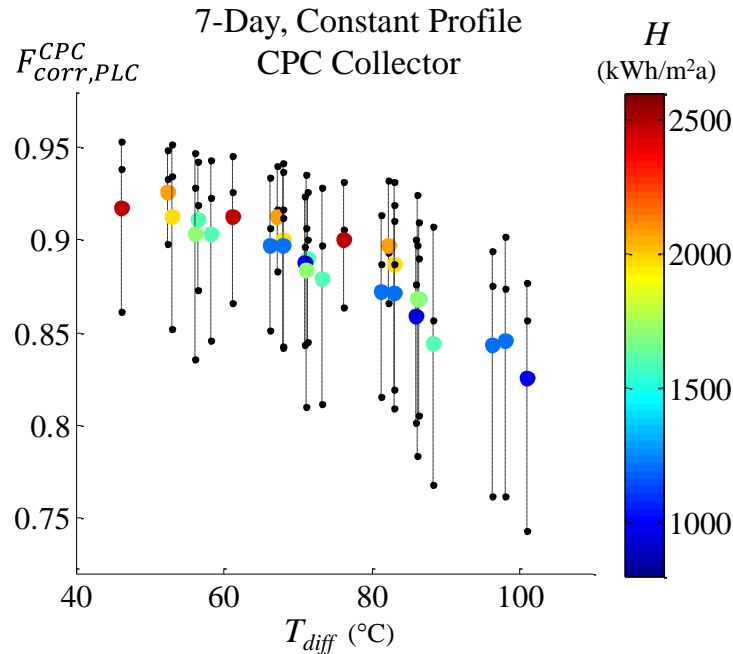 7-Day, Constant Profile
CPC Collector
F^{CPC}_{corr,PLC}
H
(kWh/m²a)
0.95
0.9
0.85
0.8
0.75
40
60
80
100
T_{diff} (°C)
2500
2000
1500
1000